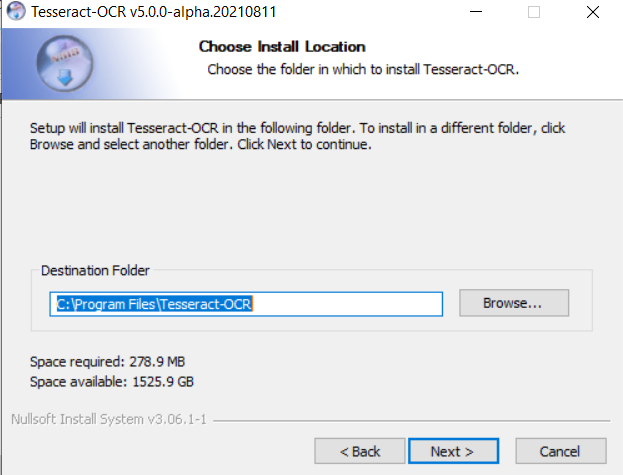 Tesseract-OCR v5.0.0-alpha.20210811
Choose Install Location
Choose the folder in which to install Tesseract-OCR.
Setup will install Tesseract-OCR in the following folder. To install in a different folder, click
Browse and select another folder. Click Next to continue.
Destination Folder
C:\Program Files\Tesseract-OCR
Browse...
Space required: 278.9 MB
Space available: 1525.9 GB
Nullsoft Install System v3.06.1-1
< Back
Next >
Cancel